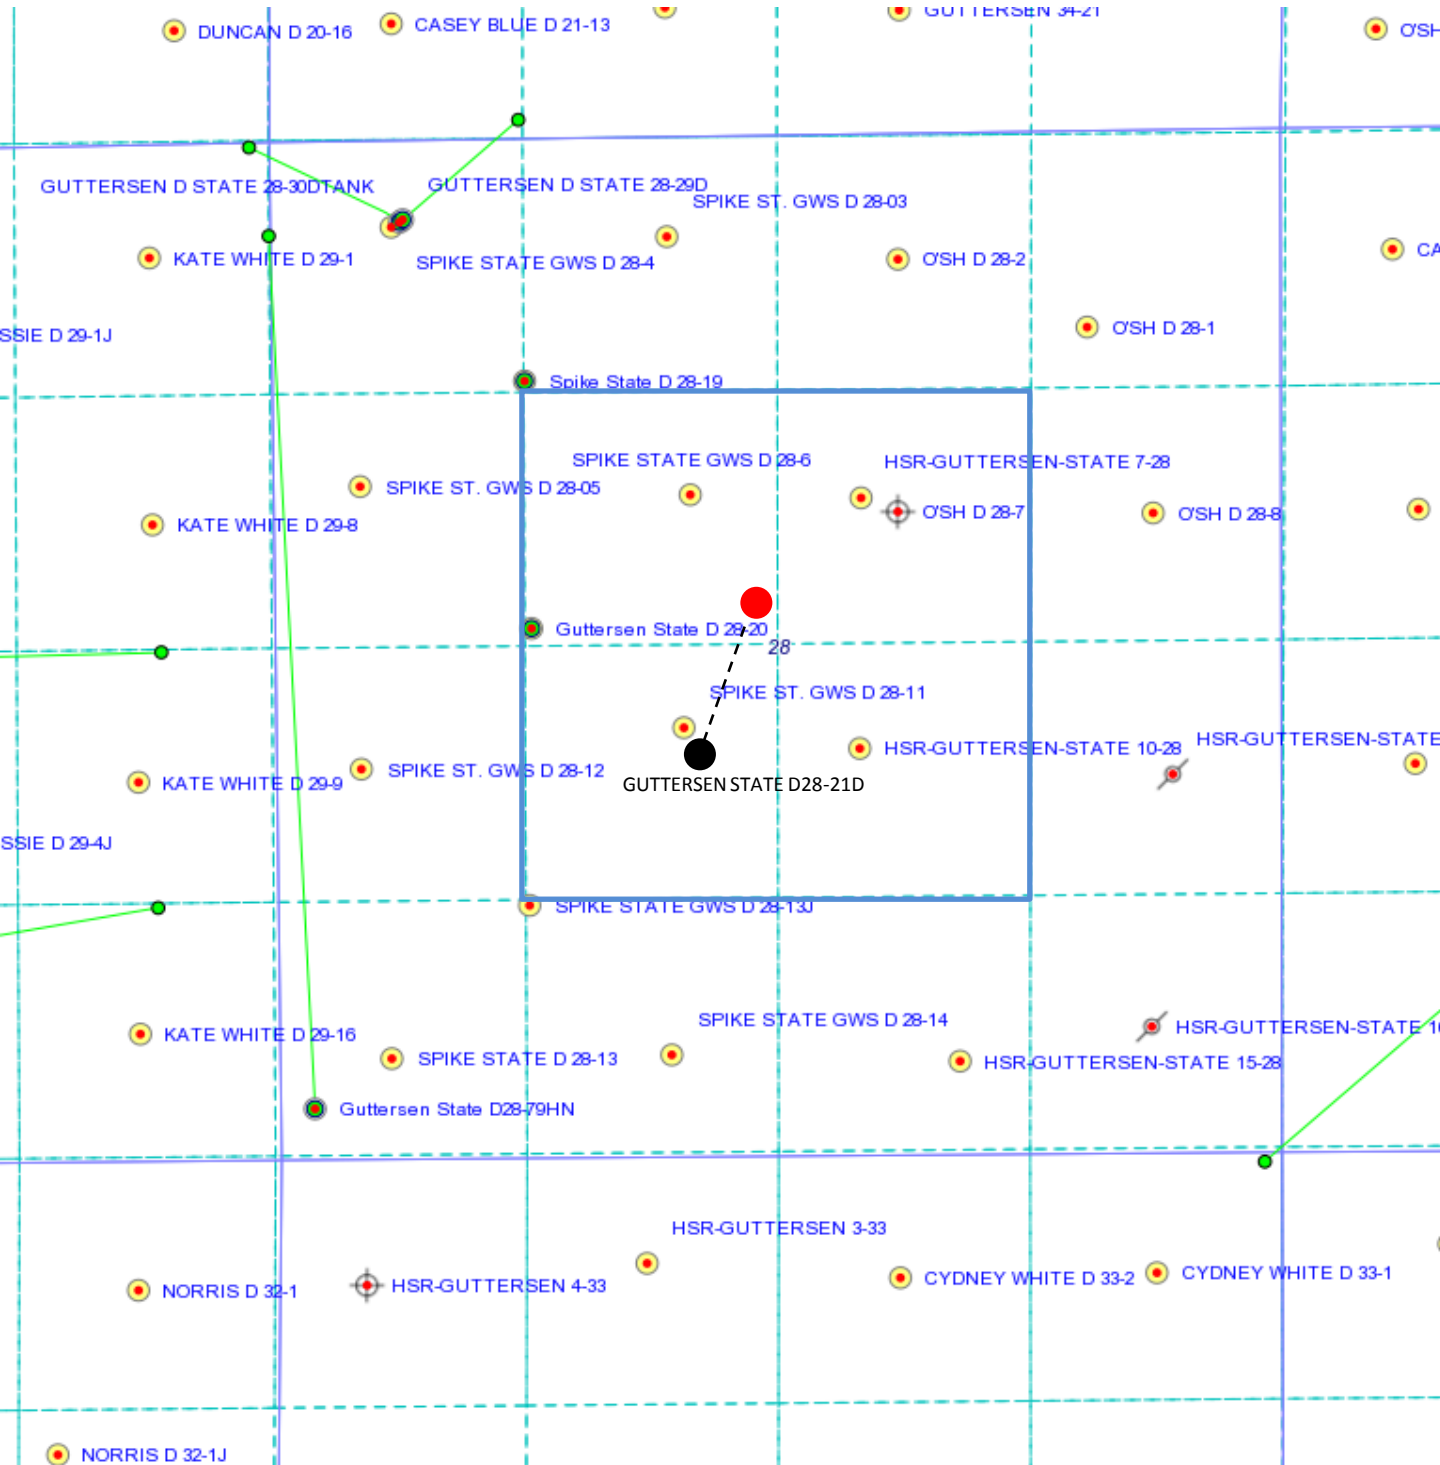 GUTTERSEN 34-21
CASEY BLUE D 21-13
DUNCAN D 20-16
O'SH
GUTTERSEN D STATE 28-30DTANK
GUTTERSEN D STATE 28-29D
SPIKE ST. GWS D 28-03
KATE WHITE D 29-1
SPIKE STATE GWS D 28-4
O'SH D 28-2
CA
SSIE D 29-1J
O'SH D 28-1
Spike State D 28-19
SPIKE STATE GWS D 28-6
HSR-GUTTERSEN-STATE 7-28
SPIKE ST. GWS D 28-05
O'SH D 28-7
O'SH D 28-8
KATE WHITE D 29-8
Guttersen State D 28-20
28
SPIKE ST. GWS D 28-11
HSR-GUTTERSEN-STATE 10-28
HSR-GUTTERSEN-STATE
SPIKE ST. GWS D 28-12
KATE WHITE D 29-9
GUTTERSEN STATE D28-21D
SSIE D 29-4J
SPIKE STATE GWS D 28-13J
SPIKE STATE GWS D 28-14
HSR-GUTTERSEN-STATE 16
KATE WHITE D 29-16
SPIKE STATE D 28-13
HSR-GUTTERSEN-STATE 15-28
Guttersen State D28-79HN
HSR-GUTTERSEN 3-33
CYDNEY WHITE D 33-2
CYDNEY WHITE D 33-1
NORRIS D 32-1
HSR-GUTTERSEN 4-33
NORRIS D 32-1J